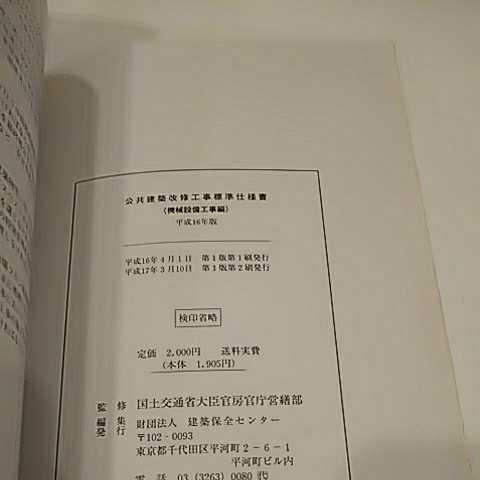 公共建築改修工事標準仕様書
(機械設備工事編)
平成16年版
平成16年4月1日 第1版第1刷発行
平成17年3月10日 第1版第2刷発行
検印省略
定価 2,000円 送料実費
(本体 1,905円)
監修 国土交通省大臣官房官庁営繕部
編集
発行 財団法人 建築保全センター
〒102-0093
東京都千代田区平河町2-6-1
平河町ビル内
電話 03 (3263) 0080 代